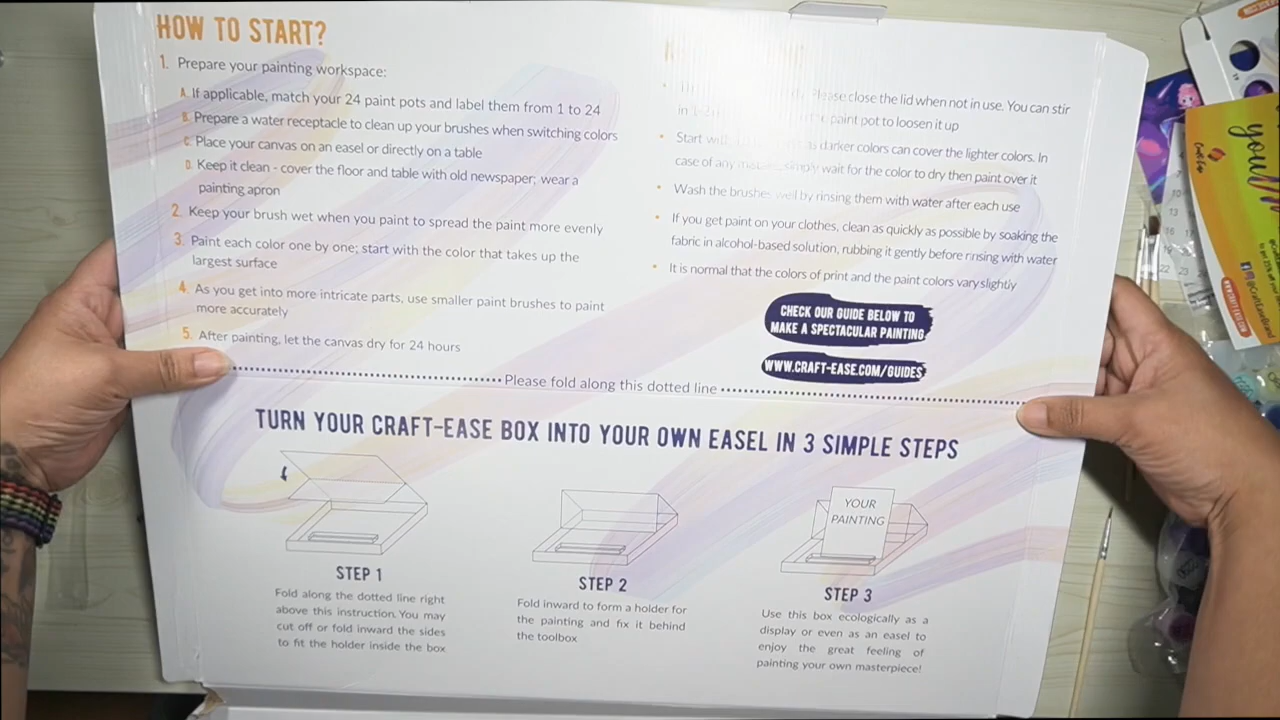 HOW TO START?
1. Prepare your painting workspace:
A. If applicable, match your 24 paint pots and label them from 1 to 24
B. Prepare a water receptacle to clean up your brushes when switching colors
C. Place your canvas on an easel or directly on a table
D. Keep it clean - cover the floor and table with old newspaper; wear a
painting apron
2. Keep your brush wet when you paint to spread the paint more evenly
3. Paint each color one by one; start with the color that takes up the
largest surface
4. As you get into more intricate parts, use smaller paint brushes to paint
more accurately
5. After painting, let the canvas dry for 24 hours
Please close the lid when not in use. You can stir
in paint pot to loosen it up
Start darker colors can cover the lighter colors. In
case of any simply wait for the color to dry then paint over it
Wash the brushes well by rinsing them with water after each use
If you get paint on your clothes, clean as quickly as possible by soaking the
fabric in alcohol-based solution, rubbing it gently before rinsing with water
It is normal that the colors of print and the paint colors vary slightly
CHECK OUR GUIDE BELOW TO
MAKE A SPECTACULAR PAINTING
WWW.CRAFT-EASE.COM/GUIDES
Please fold along this dotted line
TURN YOUR CRAFT-EASE BOX INTO YOUR OWN EASEL IN 3 SIMPLE STEPS
STEP 1
Fold along the dotted line right
above this instruction. You may
cut off or fold inward the sides
to fit the holder inside the box
STEP 2
Fold inward to form a holder for
the painting and fix it behind
the toolbox
YOUR
PAINTING
STEP 3
Use this box ecologically as a
display or even as an easel to
enjoy the great feeling of
painting your own masterpiece!